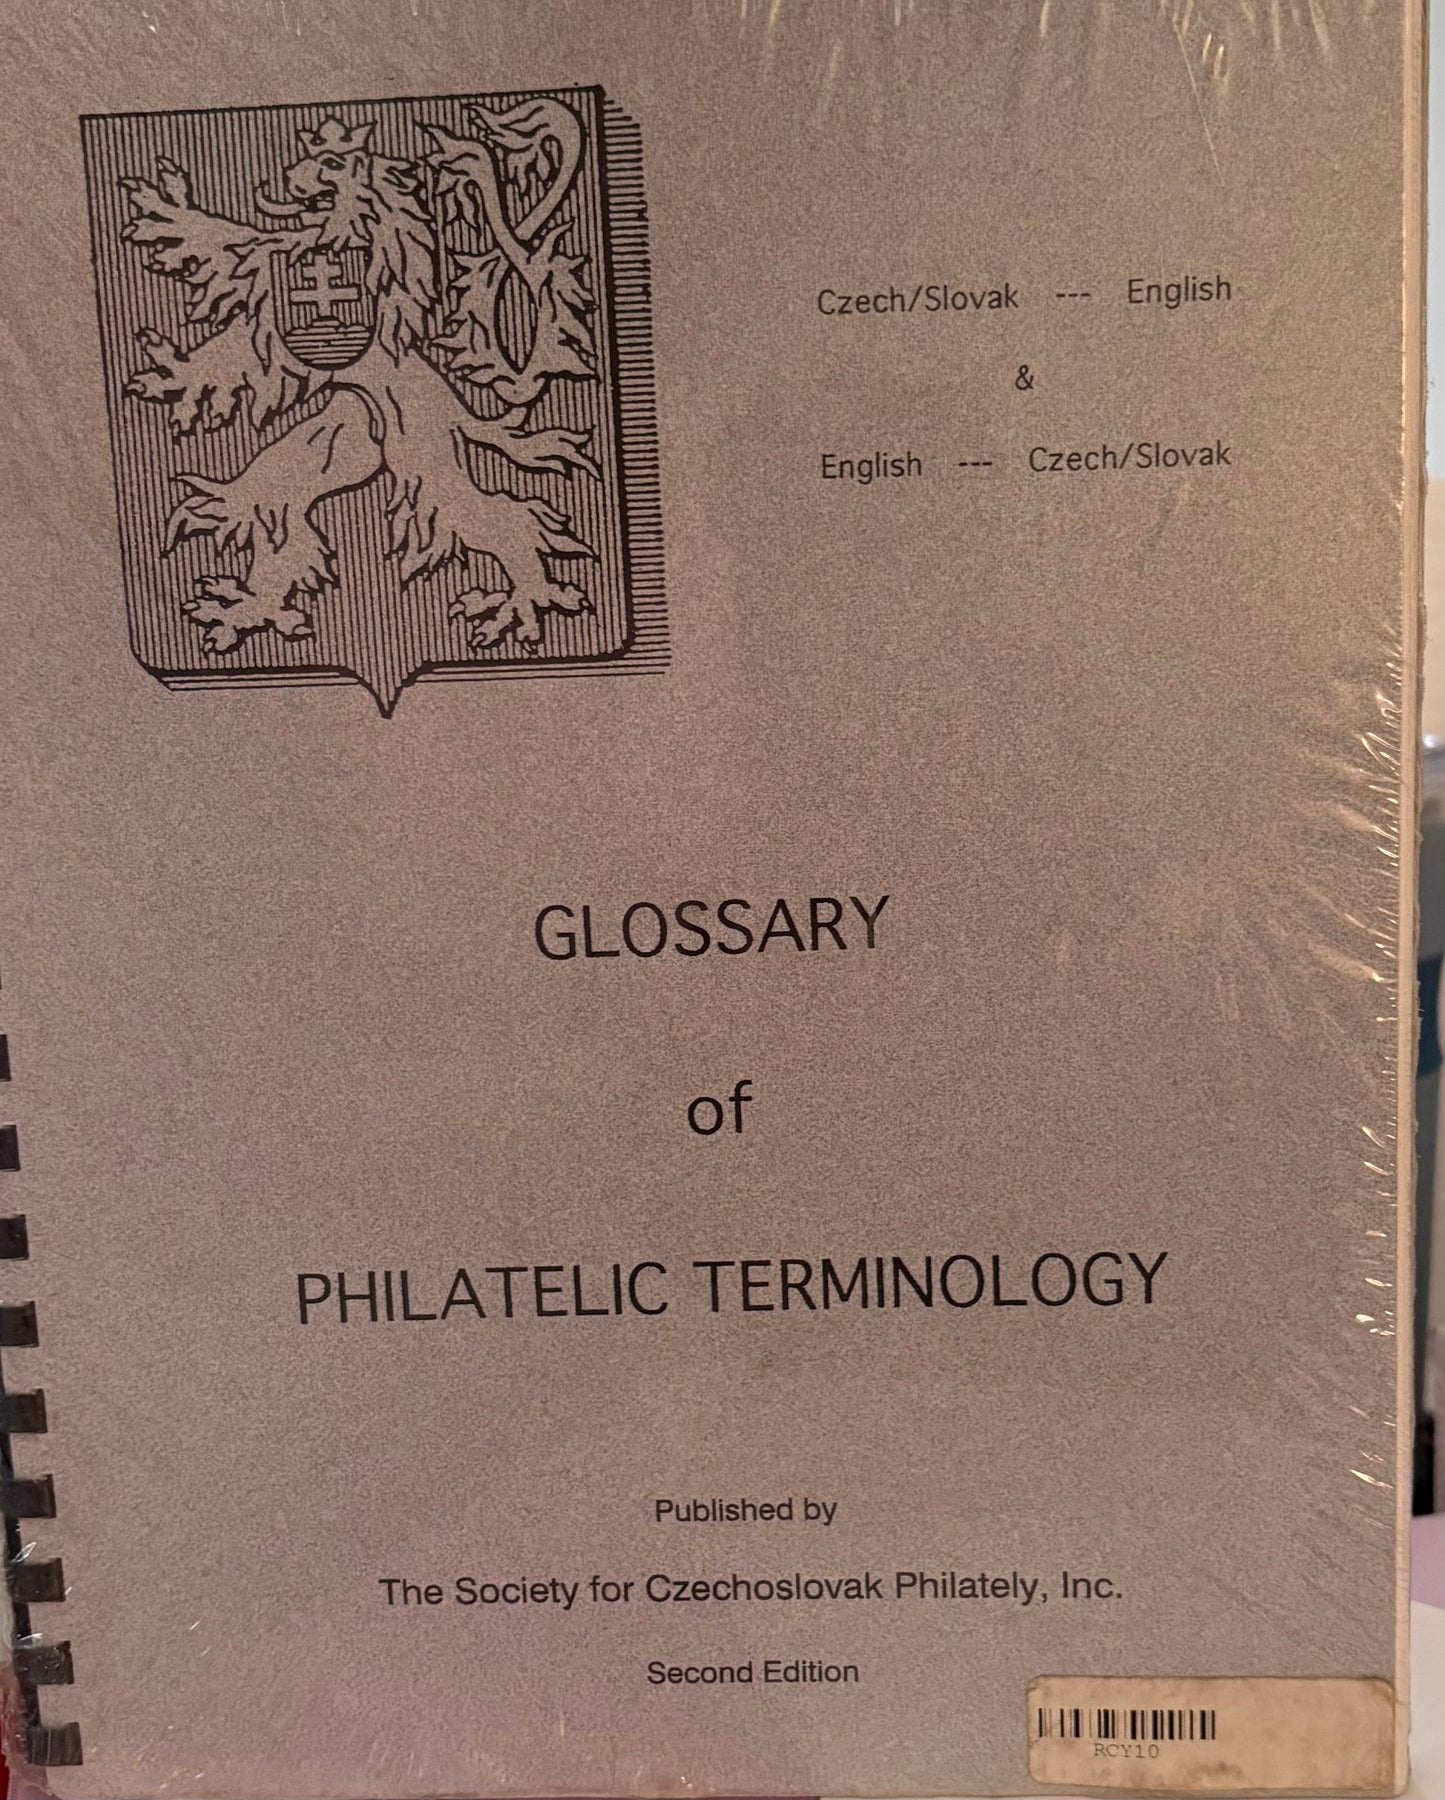 Czech/Slovak --- English
&
English --- Czech/Slovak
GLOSSARY
of
PHILATELIC TERMINOLOGY
Published by
The Society for Czechoslovak Philately, Inc.
Second Edition
RCY10